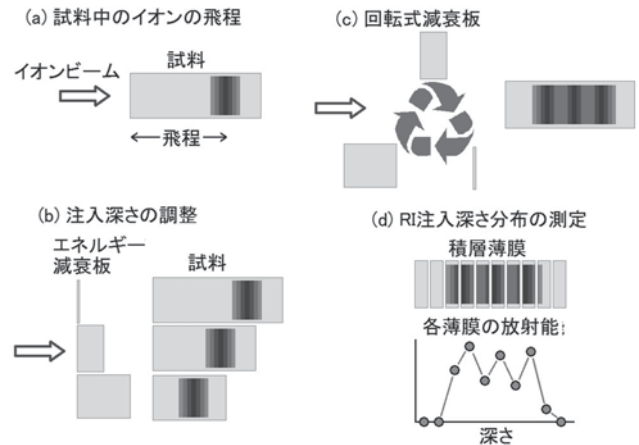 (a) 試料中のイオンの飛程
イオンビーム
試料
飛程
(b) 注入深さの調整
エネルギー
減衰板
試料
(c) 回転式減衰板
(d) RI注入深さ分布の測定
積層薄膜
各薄膜の放射能
深さ